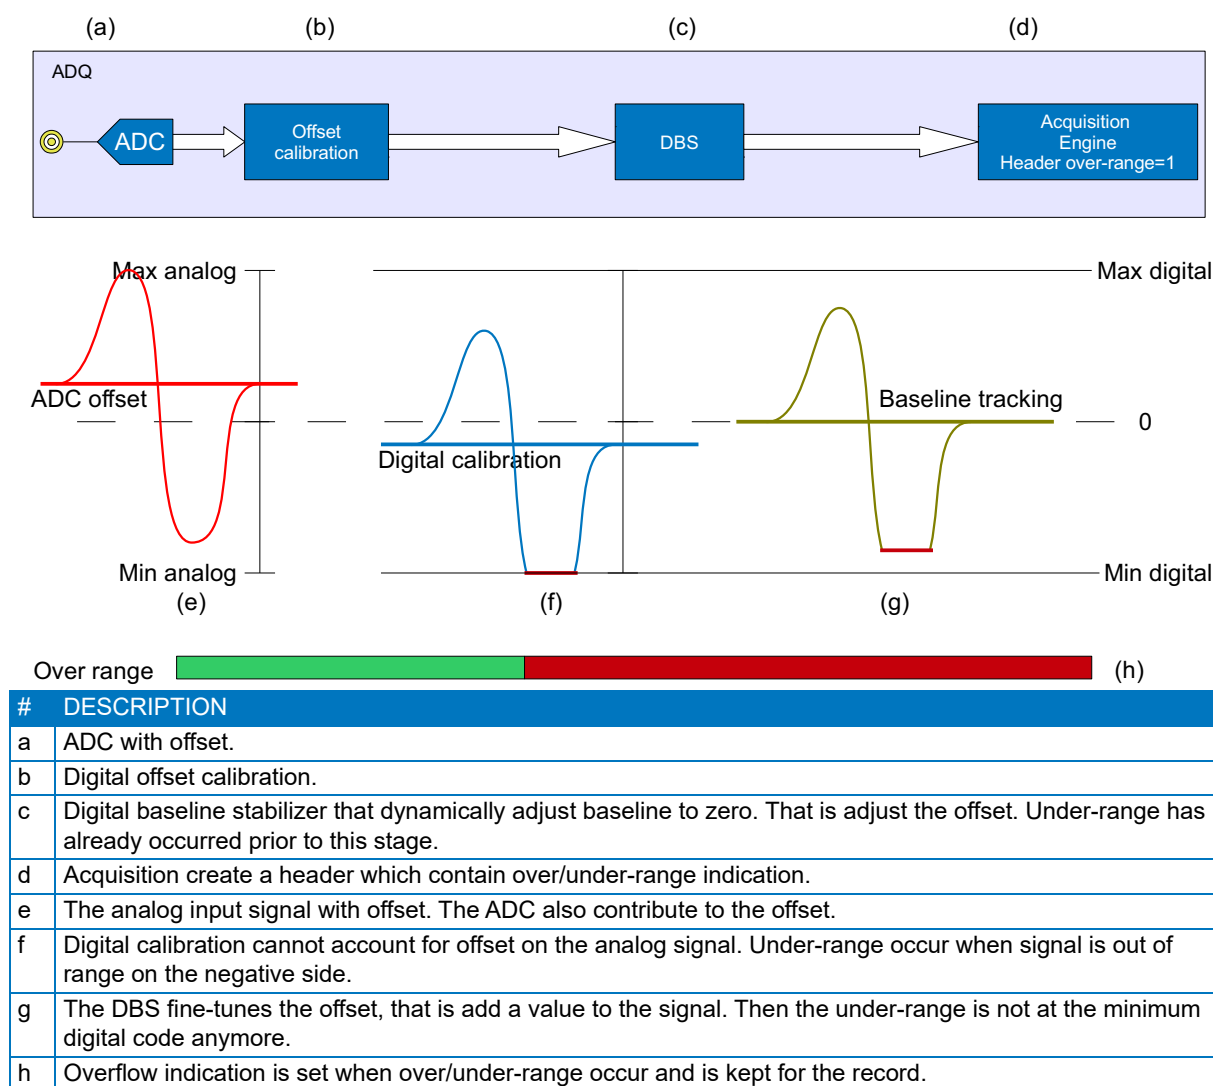 (a) (b) (c) (d)
ADQ
ADC
Offset
calibration
DBS
Acquisition
Engine
Header over-range=1
Max analog
Max digital
ADC offset
Baseline tracking
0
Digital calibration
Min analog
Min digital
(e) (f) (g)
Over range (h)
# DESCRIPTION
a ADC with offset.
b Digital offset calibration.
c Digital baseline stabilizer that dynamically adjust baseline to zero. That is adjust the offset. Under-range has
already occurred prior to this stage.
d Acquisition create a header which contain over/under-range indication.
e The analog input signal with offset. The ADC also contribute to the offset.
f Digital calibration cannot account for offset on the analog signal. Under-range occur when signal is out of
range on the negative side.
g The DBS fine-tunes the offset, that is add a value to the signal. Then the under-range is not at the minimum
digital code anymore.
h Overflow indication is set when over/under-range occur and is kept for the record.